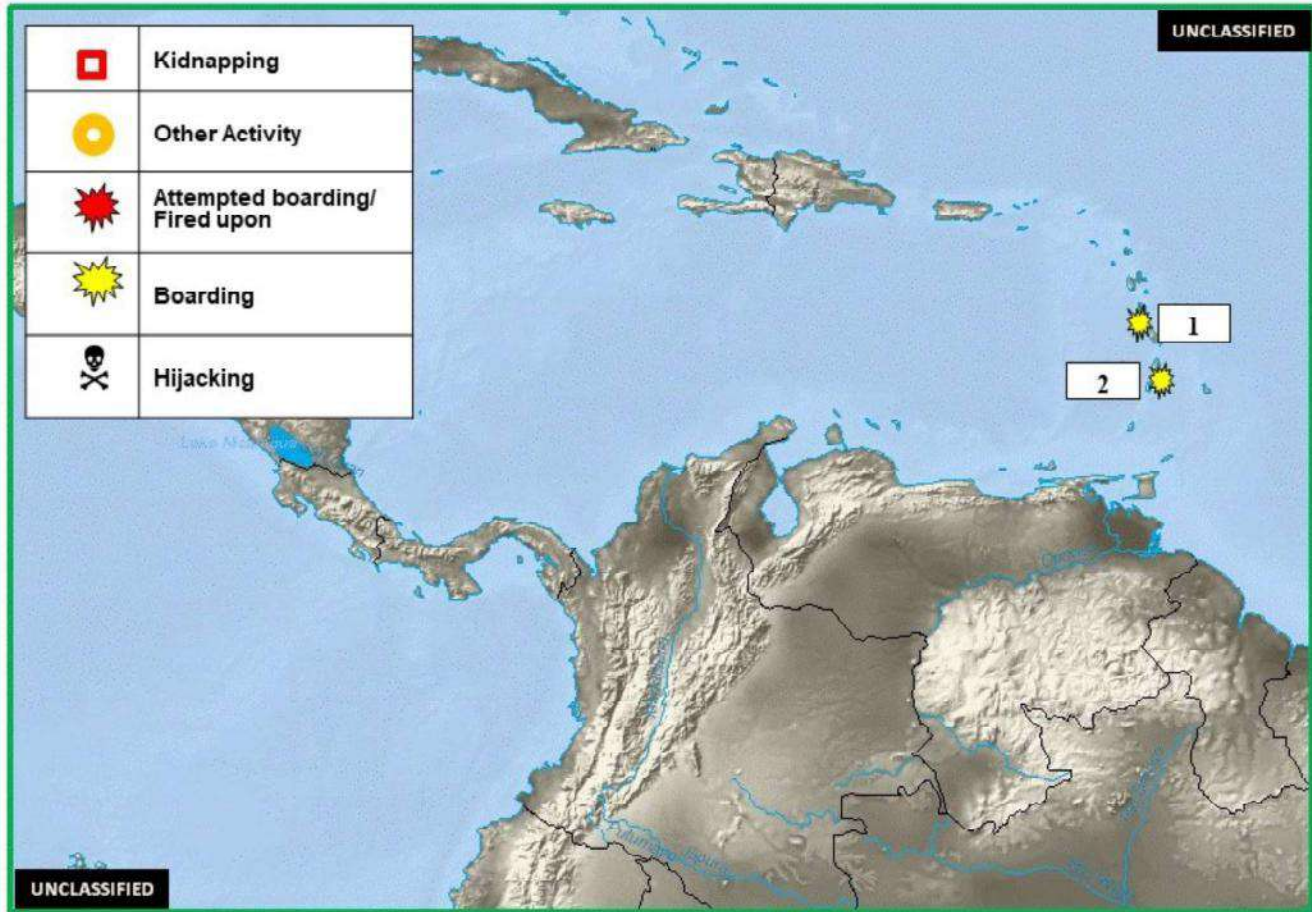 UNCLASSIFIED
Kidnapping
Other Activity
Attempted boarding/
Fired upon
Boarding
Hijacking
1
2
UNCLASSIFIED